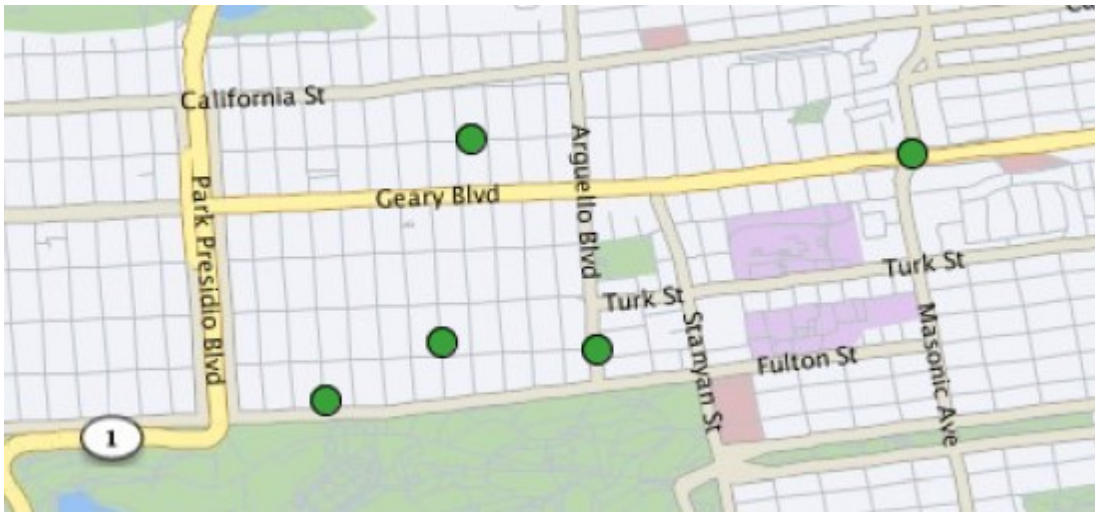 California St
Arguello Blvd
Geary Blvd
Park Presidio Blvd
Turk St
Turk St
Stanyan St
Masonic Ave
Fulton St
1